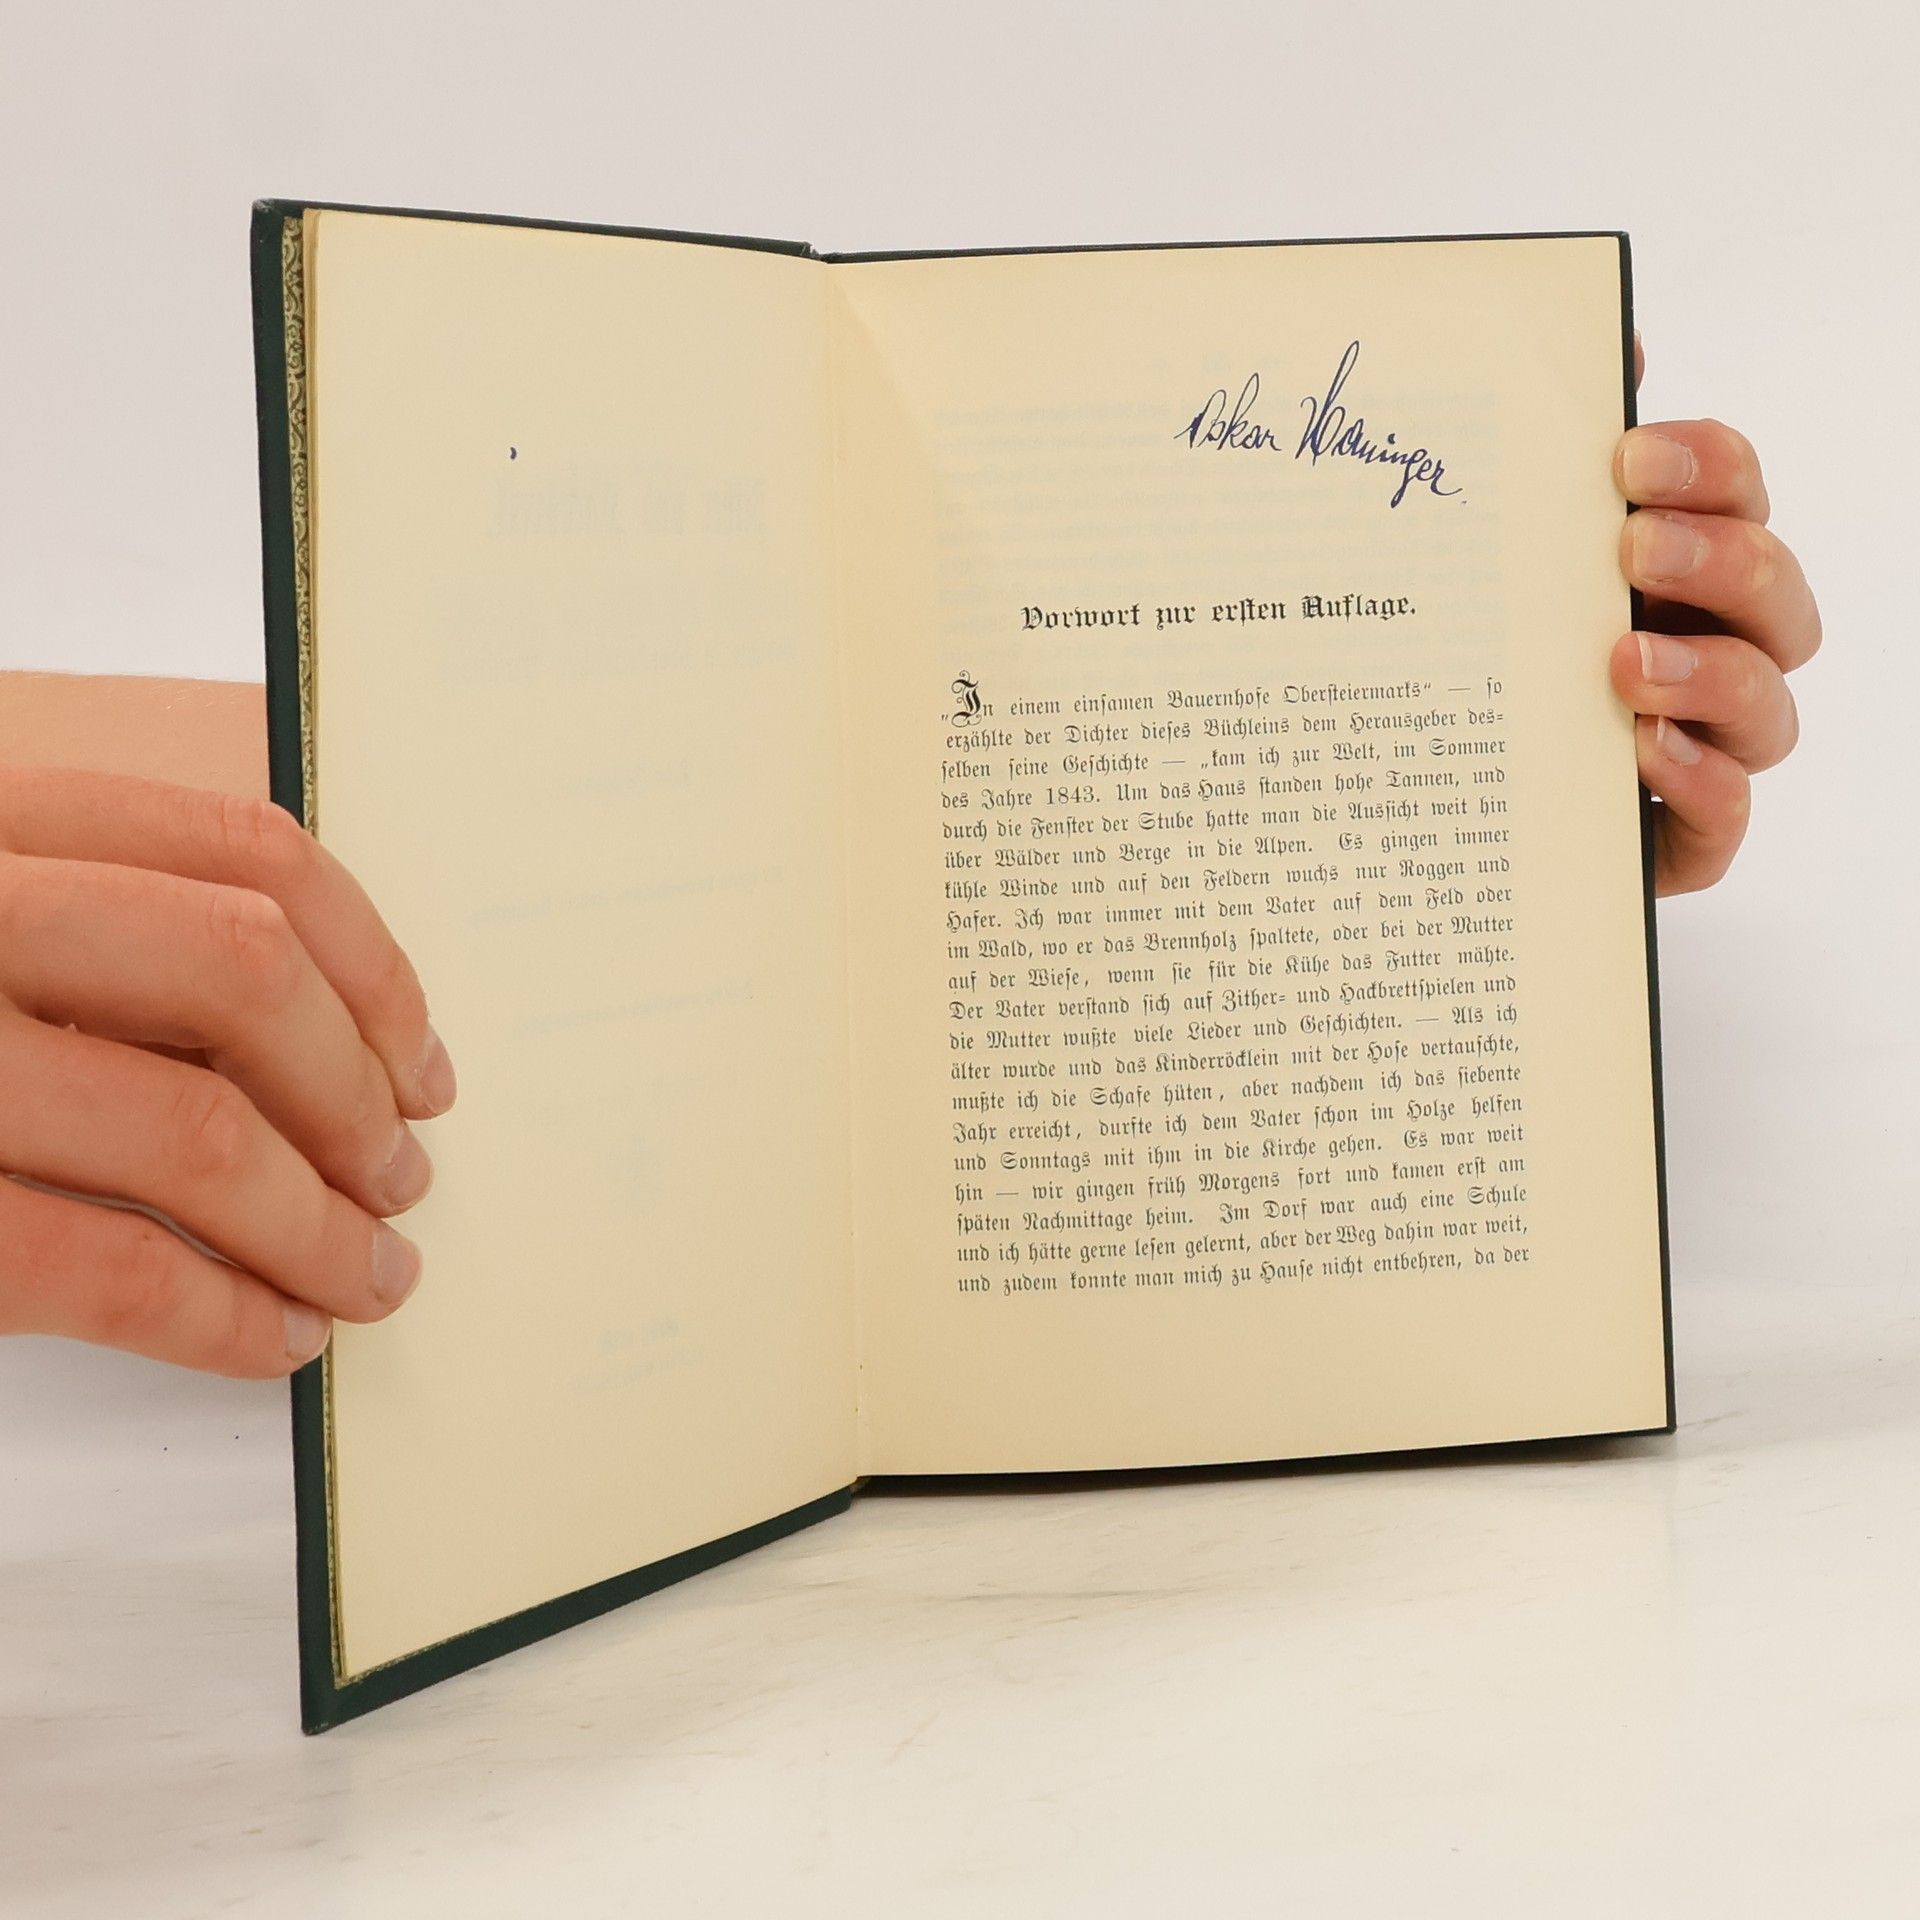 Oskar Haninger
Vorwort zur ersten Auflage.
„In einem einsamen Bauernhofe Obersteiermarks“ — so
erzählte der Dichter dieses Büchleins dem Herausgeber des-
selben seine Geschichte — „kam ich zur Welt, im Sommer
des Jahre 1843. Um das Haus standen hohe Tannen, und
durch die Fenster der Stube hatte man die Aussicht weit hin
über Wälder und Berge in die Alpen. Es gingen immer
kühle Winde und auf den Feldern wuchs nur Roggen und
Hafer. Ich war immer mit dem Vater auf dem Feld oder
im Wald, wo er das Brennholz spaltete, oder bei der Mutter
auf der Wiese, wenn sie für die Kühe das Futter mähte.
Der Vater verstand sich auf Zither- und Hackbrettspielen und
die Mutter wußte viele Lieder und Geschichten. — Als ich
älter wurde und das Kinderröcklein mit der Hose vertauschte,
mußte ich die Schafe hüten, aber nachdem ich das siebente
Jahr erreicht, durfte ich dem Vater schon im Holze helfen
und Sonntags mit ihm in die Kirche gehen. Es war weit
hin — wir gingen früh Morgens fort und kamen erst am
späten Nachmittage heim. Im Dorf war auch eine Schule
und ich hätte gerne lesen gelernt, aber der Weg dahin war weit,
und zudem konnte man mich zu Hause nicht entbehren, da der